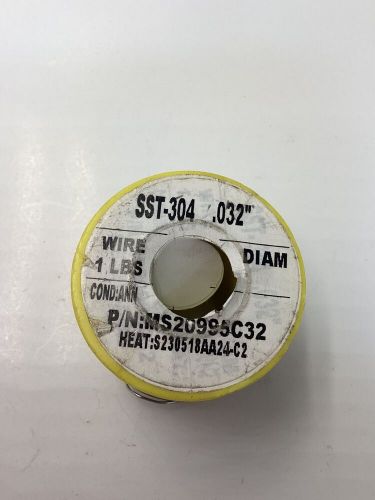 SST-304 .032"
WIRE DIAM
1 LBS
COND:ANN
P/N:MS20995C32
HEAT:S230518AA24-C2